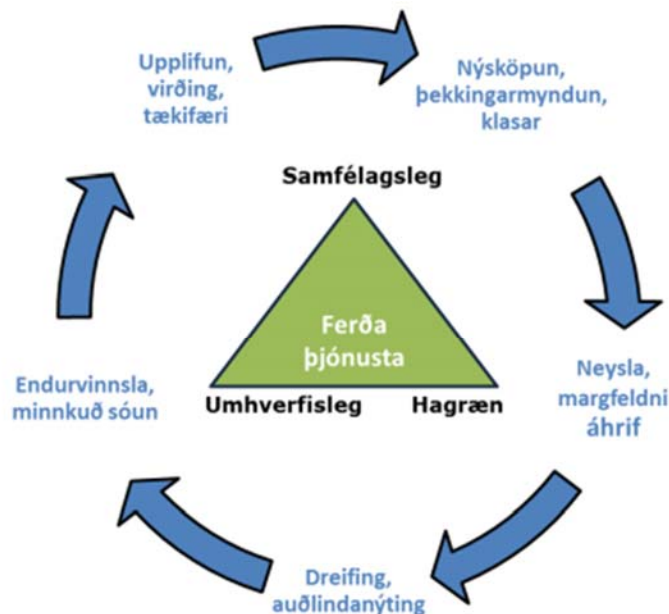 Upplifun,
virðing,
tækifæri
Nýsköpun,
þekkingarmyndun,
klasar
Samfélagsleg
Ferða
þjónusta
Umhverfisleg
Hagræn
Neysla,
margfeldni
áhrif
Dreifing,
auðlindanýting
Endurvinnsla,
minnkuð sóun